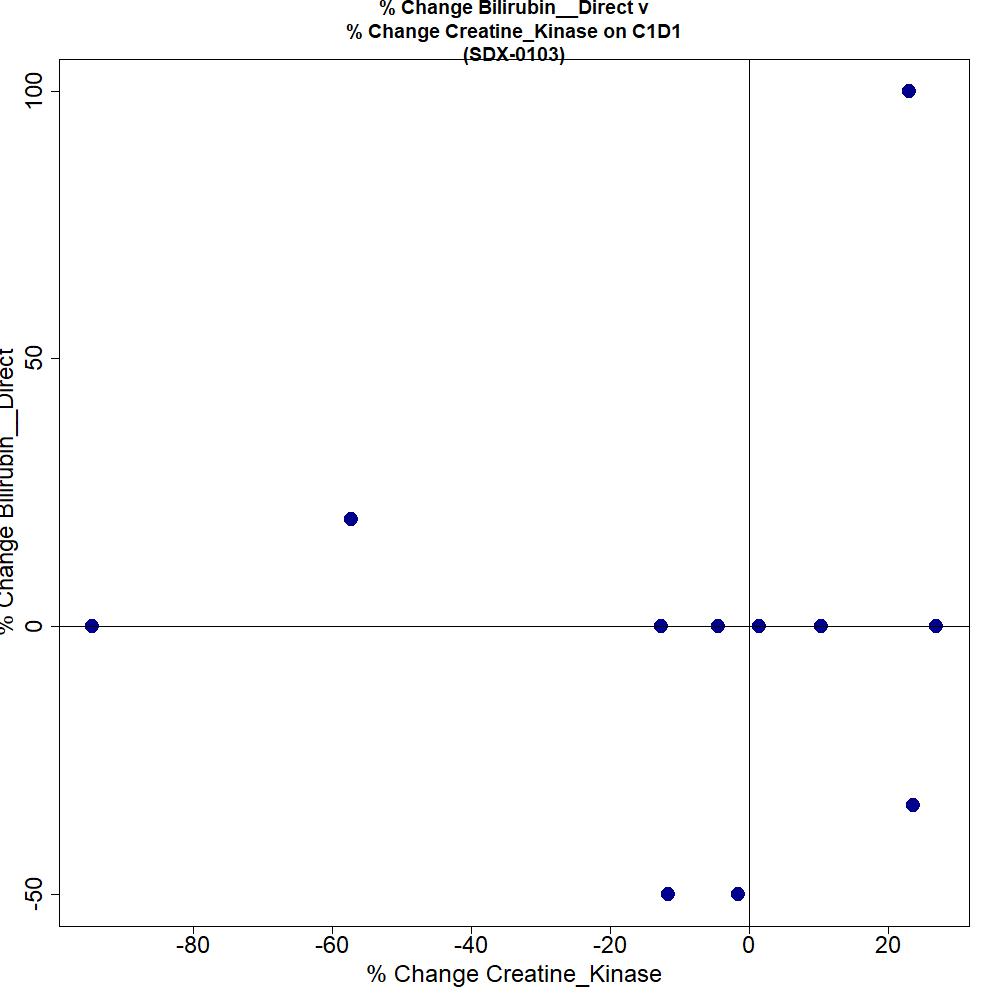 % Change Bilirubin__Direct v
% Change Creatine_Kinase on C1D1
(SDX-0103)
% Change Bilirubin__Direct
100
50
0
-50
-80
-60
-40
-20
0
20
% Change Creatine_Kinase